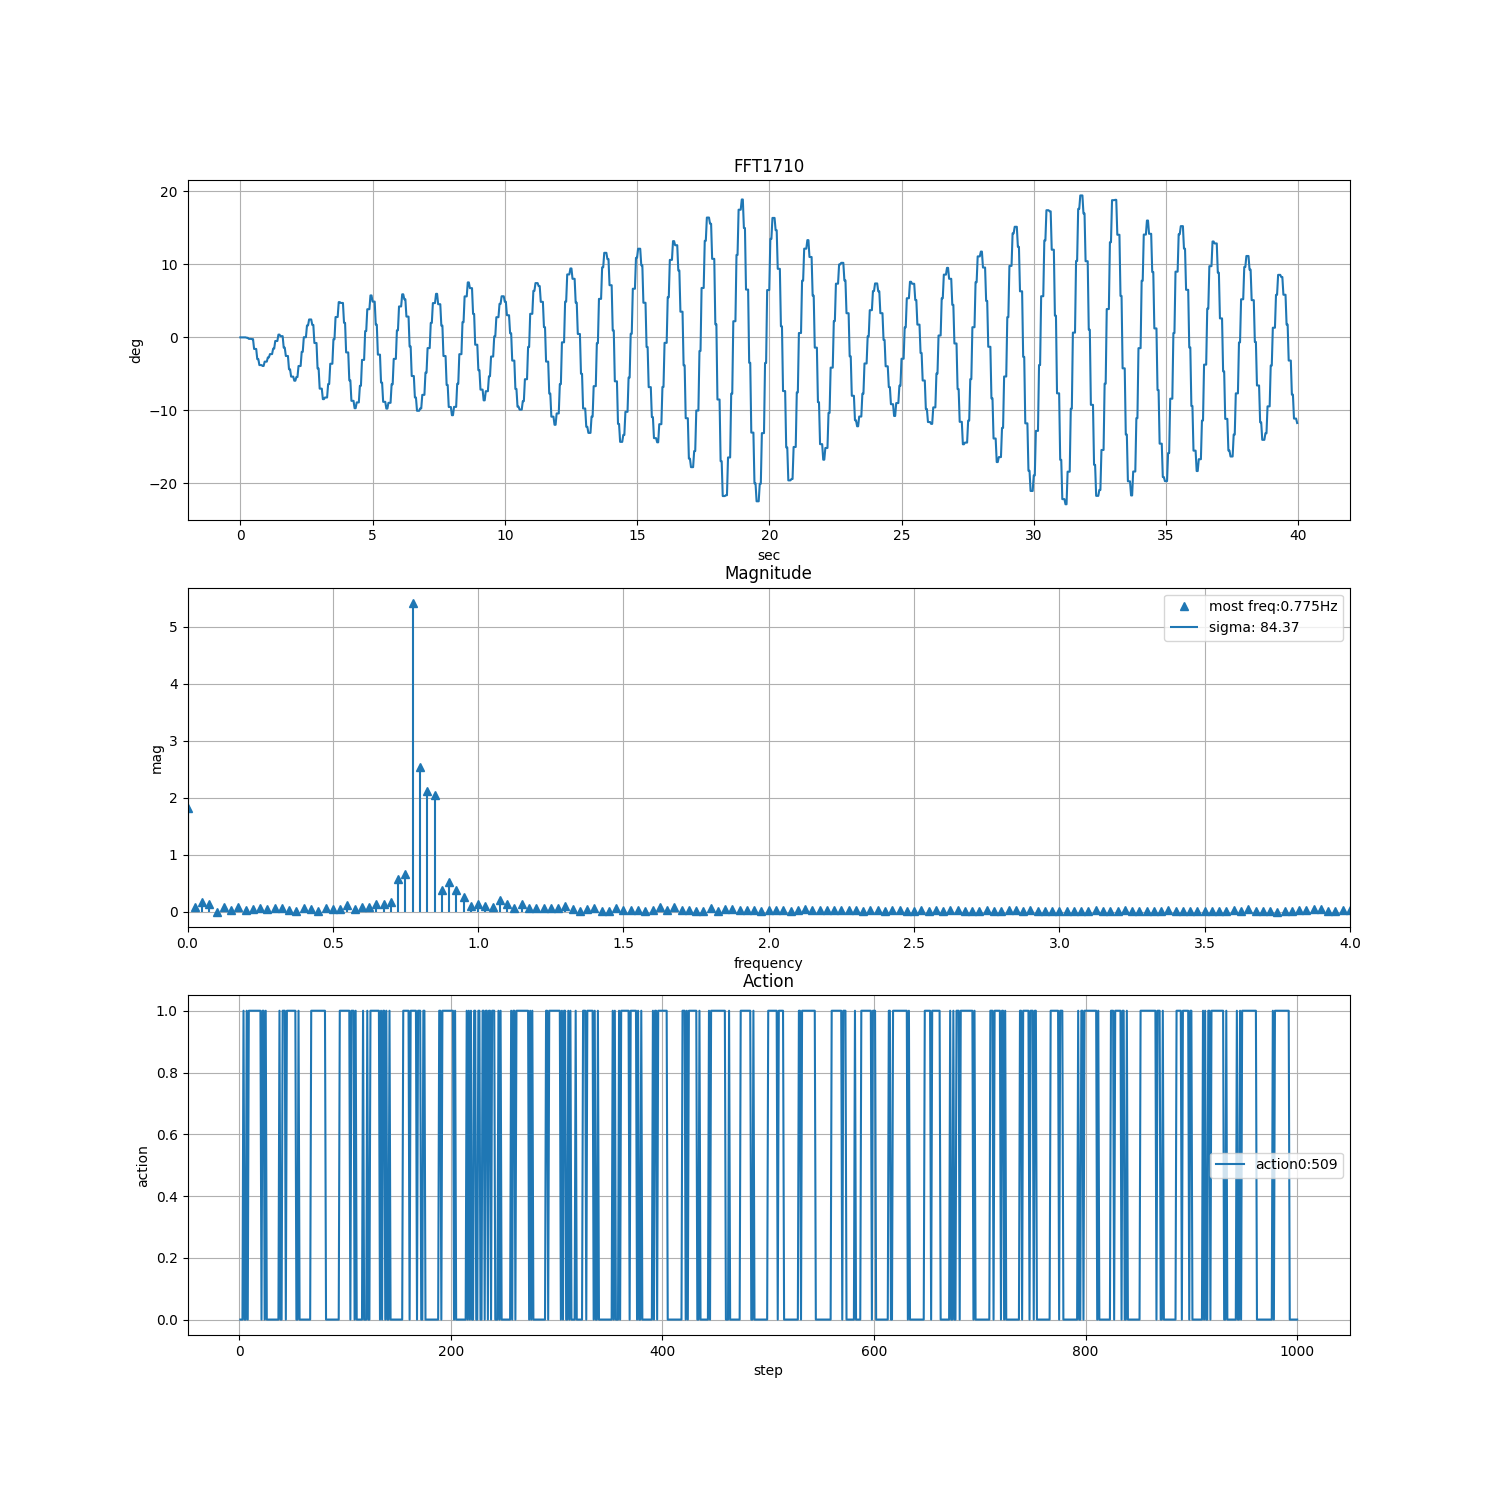 FFT1710
20
10
0
−10
−20
deg
0 5 10 15 20 25 30 35 40
sec
Magnitude
most freq:0.775Hz
sigma: 84.37
5
4
3
2
1
0
mag
0.0 0.5 1.0 1.5 2.0 2.5 3.0 3.5 4.0
frequency
Action
1.0
0.8
0.6
0.4
0.2
0.0
action
action0:509
0 200 400 600 800 1000
step